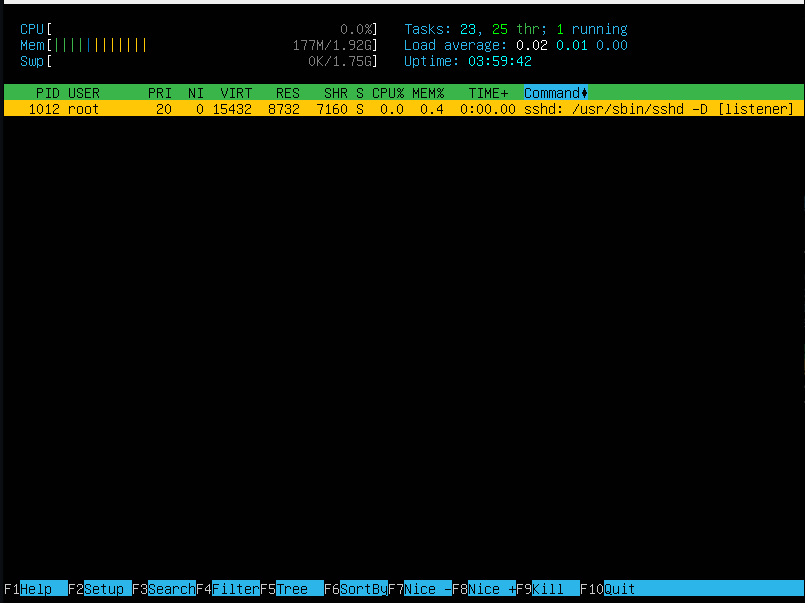 CPU[ 0.0%] Tasks: 23, 25 thr; 1 running
Mem[||||||||||||| 177M/1.92G] Load average: 0.02 0.01 0.00
Swp[ 0K/1.75G] Uptime: 03:59:42
PID USER PRI NI VIRT RES SHR S CPU% MEM% TIME+ Command
1012 root 20 0 15432 8732 7160 S 0.0 0.4 0:00.00 sshd: /usr/sbin/sshd -D [listener]
F1Help F2Setup F3SearchF4FilterF5Tree F6SortByF7Nice -F8Nice +F9Kill F10Quit